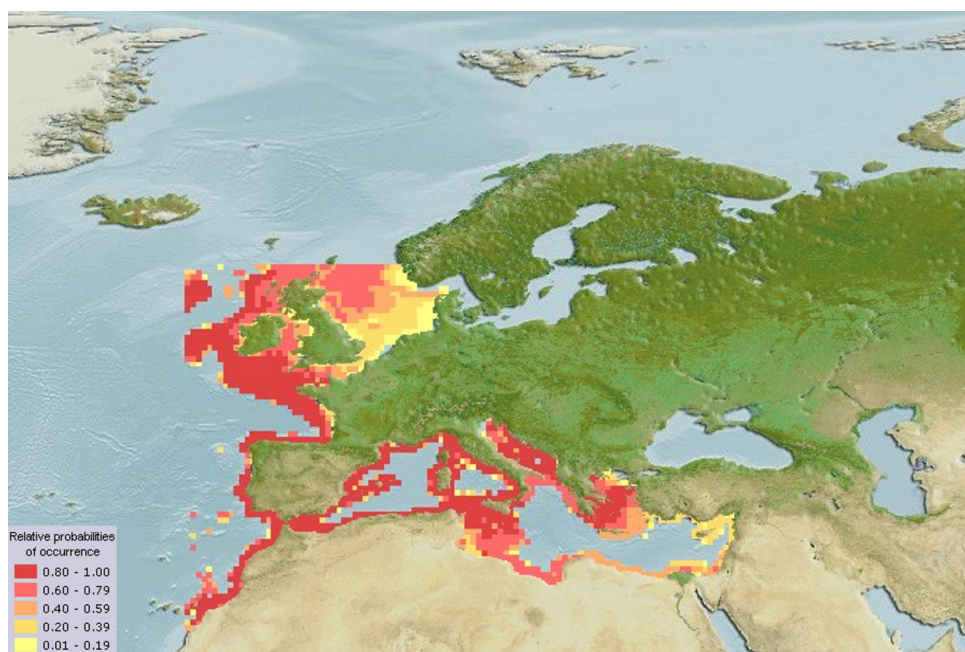 Relative probabilities
of occurrence
0.80 - 1.00
0.60 - 0.79
0.40 - 0.59
0.20 - 0.39
0.01 - 0.19